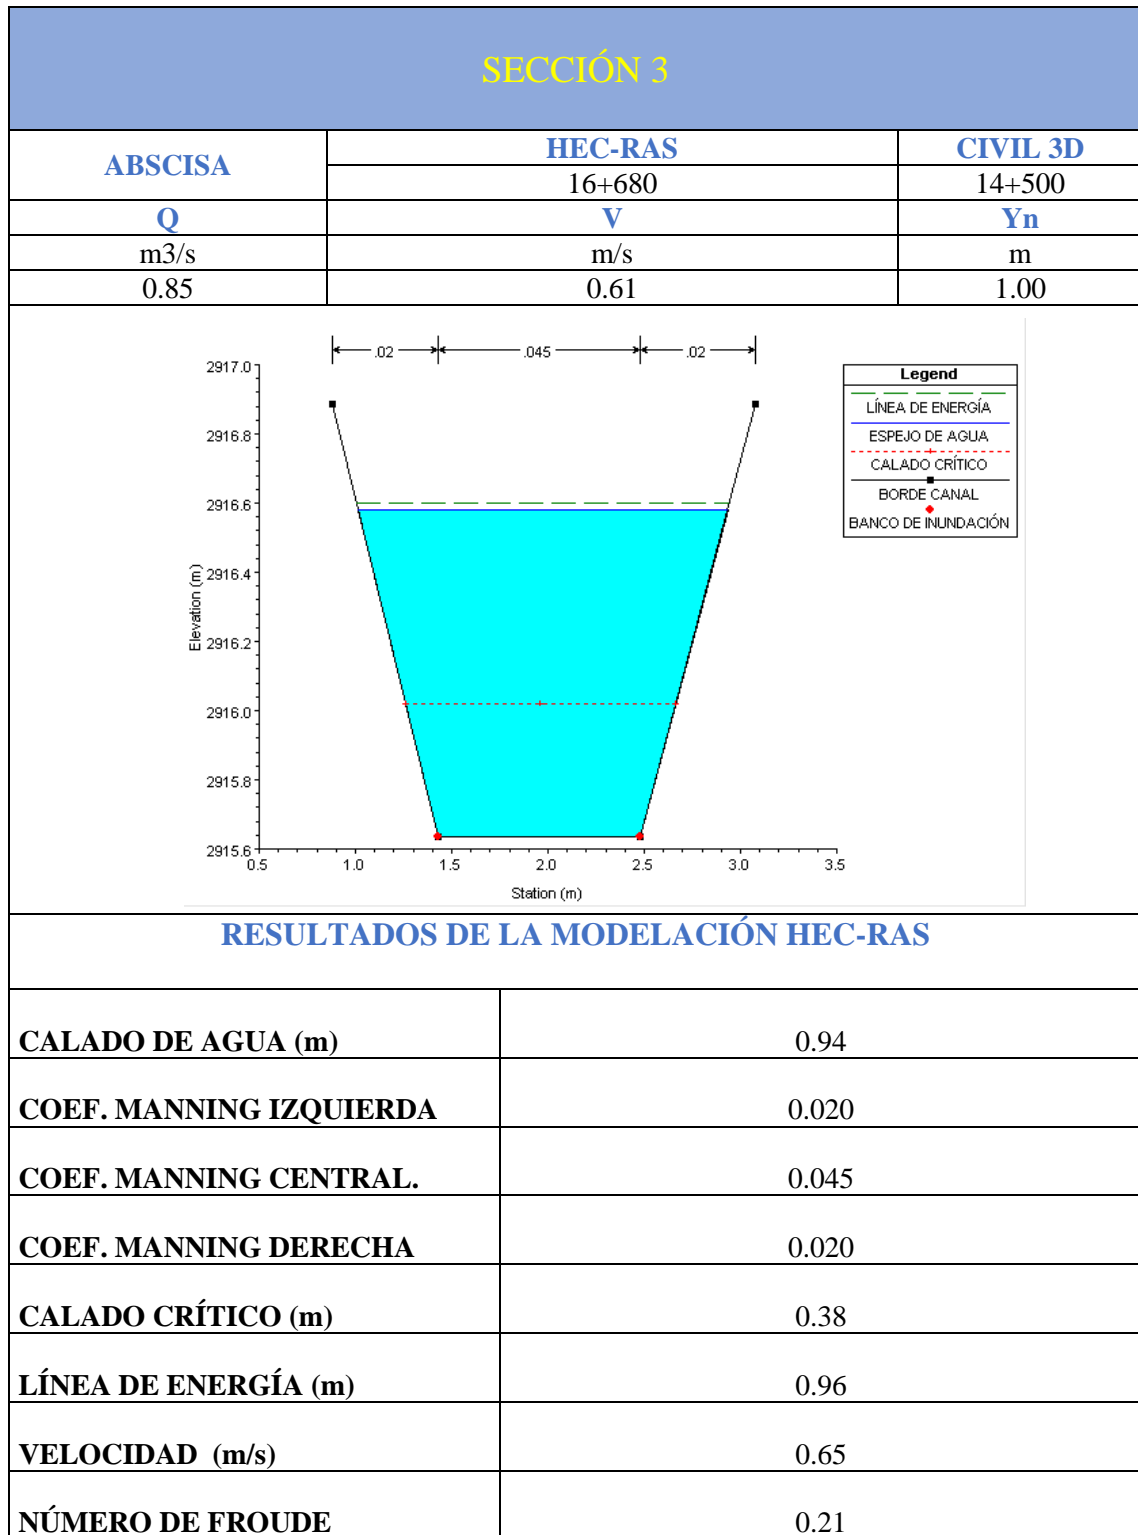 SECCIÓN 3
ABSCISA HEC-RAS CIVIL 3D
16+680 14+500
Q V Yn
m3/s m/s m
0.85 0.61 1.00
.02 .045 .02
2917.0
2916.8
2916.6
2916.4
2916.2
2916.0
2915.8
2915.6
Elevation (m)
0.5 1.0 1.5 2.0 2.5 3.0 3.5
Station (m)
Legend
LÍNEA DE ENERGÍA
ESPEJO DE AGUA
CALADO CRÍTICO
BORDE CANAL
BANCO DE INUNDACIÓN
RESULTADOS DE LA MODELACIÓN HEC-RAS
CALADO DE AGUA (m) 0.94
COEF. MANNING IZQUIERDA 0.020
COEF. MANNING CENTRAL. 0.045
COEF. MANNING DERECHA 0.020
CALADO CRÍTICO (m) 0.38
LÍNEA DE ENERGÍA (m) 0.96
VELOCIDAD (m/s) 0.65
NÚMERO DE FROUDE 0.21